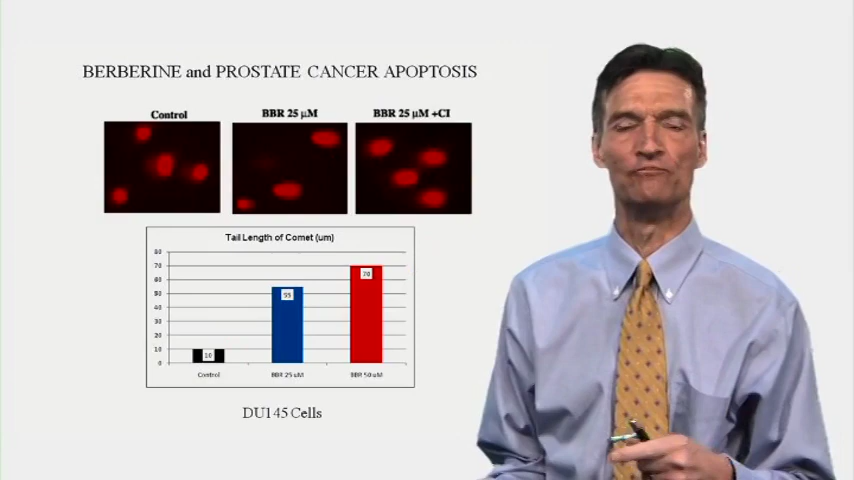 BERBERINE and PROSTATE CANCER APOPTOSIS
Control
BBR 25 µM
BBR 25 µM +CI
Tail Length of Comet (um)
80
70
60
50
40
30
20
10
0
10
55
70
Control
BBR 25 uM
BBR 50 uM
DU145 Cells